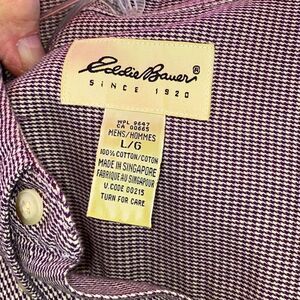 Eddie Bauer®
SINCE 1920
WPL 9647
CA 00665
MENS/HOMMES
L/G
100% COTTON/COTON
MADE IN SINGAPORE
FABRIQUE AU SINGAPOUR
V.CODE 00215
TURN FOR CARE